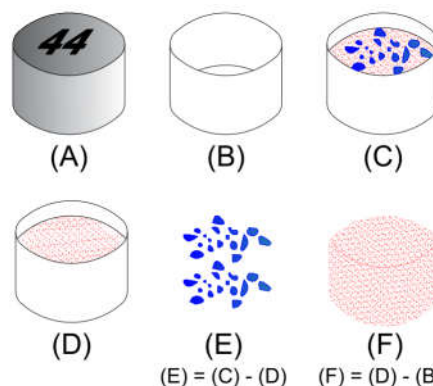 44
(A)
(B)
(C)
(D)
(E)
(F)
(E) = (C) - (D)
(F) = (D) - (B